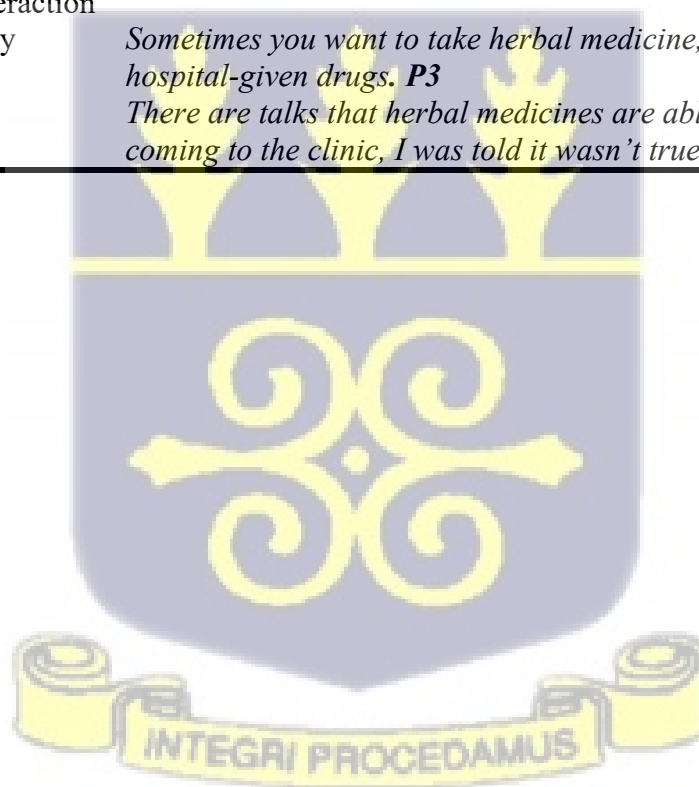 eraction
y Sometimes you want to take herbal medicine,
hospital-given drugs. P3
There are talks that herbal medicines are abl
coming to the clinic, I was told it wasn’t true
INTEGRI PROCEDAMUS